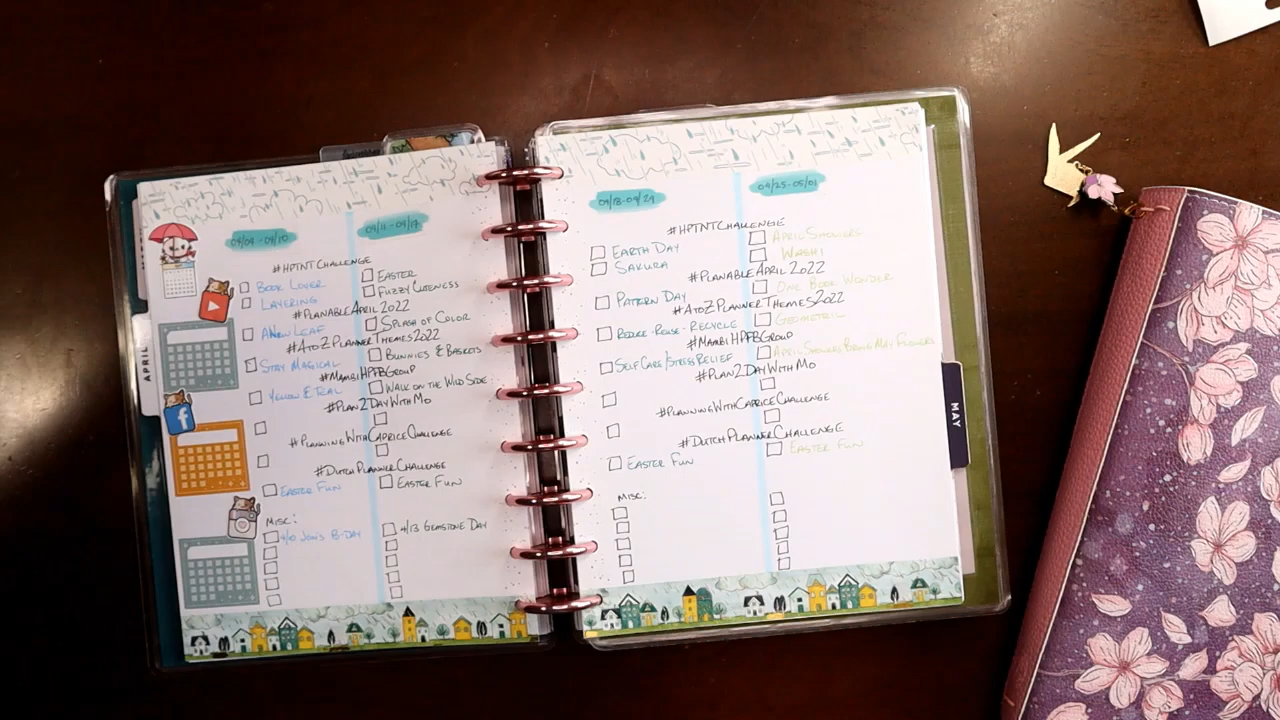 APRIL
04/04 - 04/10
#HPTNTCHALLENGE
BOOK LOVER
LAYERING
#PLANABLEAPRIL2022
A NEW LEAF
#ATOZPLANNERTHEMES2022
STAY MAGICAL
#MAMBIHPFBGROUP
YELLOW & TEAL
#PLAN2DAYWITHMO
#PLANNINGWITHCAPRICECHALLENGE
#DUTCHPLANNERCHALLENGE
EASTER FUN
MISC:
4/10 JON'S B-DAY
04/11 - 04/17
EASTER
FUZZY CUTENESS
SPLASH OF COLOR
BUNNIES & BASKETS
WALK ON THE WILD SIDE
EASTER FUN
4/13 GEMSTONE DAY
04/18 - 04/24
#HPTNTCHALLENGE
EARTH DAY
SAKURA
#PLANABLEAPRIL2022
PATTERN DAY
#ATOZPLANNERTHEMES2022
REDUCE - REUSE - RECYCLE
#MAMBIHPFBGROUP
SELF CARE/STRESS RELIEF
#PLAN2DAYWITHMO
#PLANNINGWITHCAPRICECHALLENGE
#DUTCHPLANNERCHALLENGE
EASTER FUN
MISC:
04/25 - 05/01
APRIL SHOWERS
WASHI
ONE BOOK WONDER
GEOMETRIC
APRIL SHOWERS BRING MAY FLOWERS
EASTER FUN
MAY